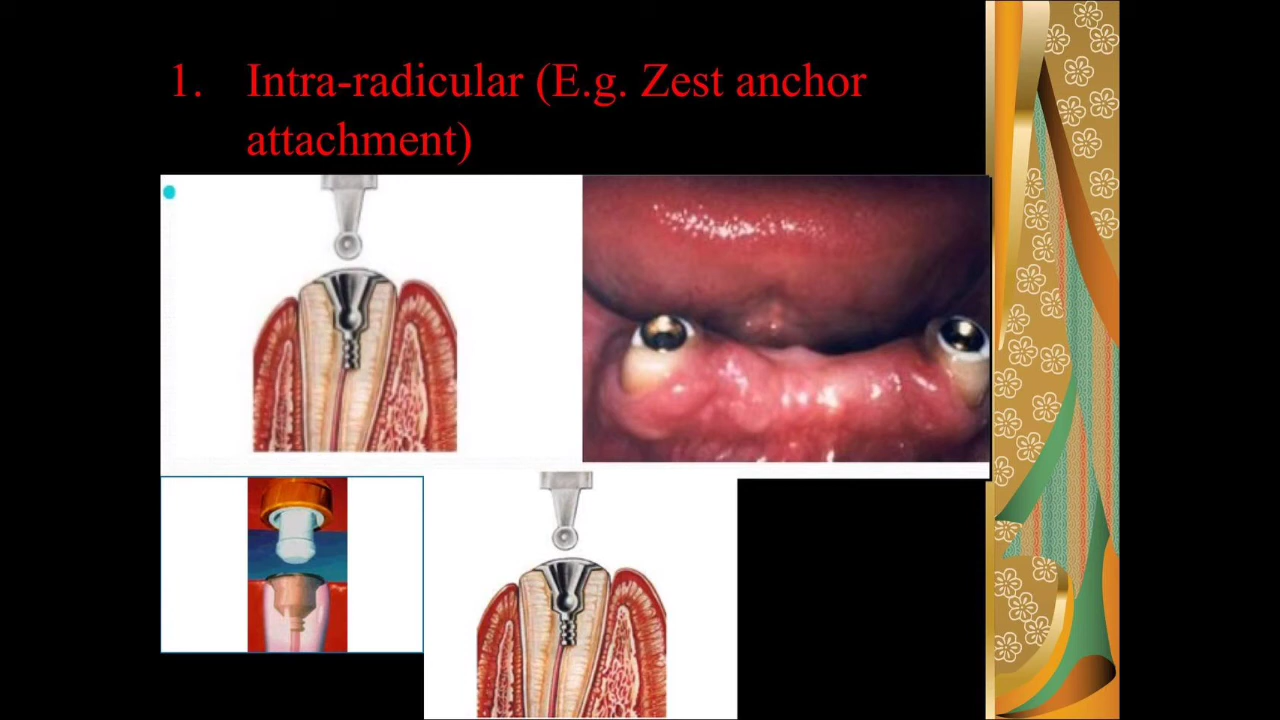 1. Intra-radicular (E.g. Zest anchor
attachment)